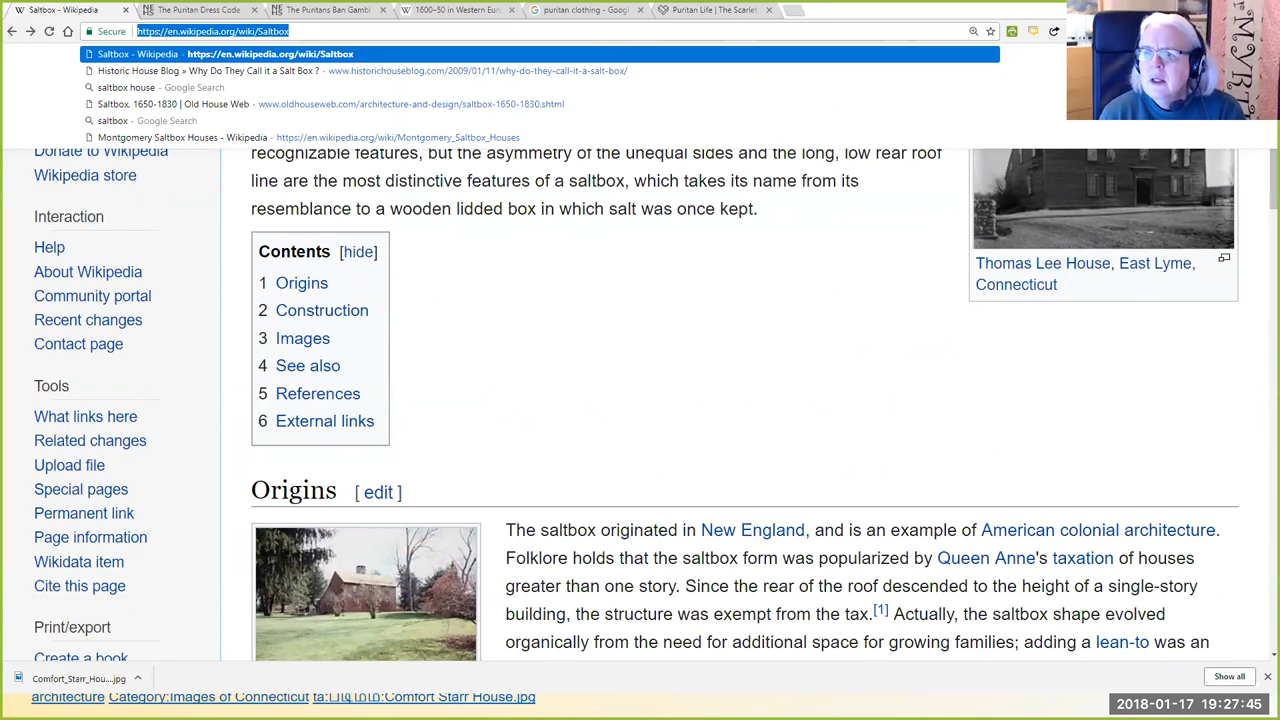 Saltbox - Wikipedia
The Puritan Dress Code
The Puritans Ban Gambl
1600–50 in Western Euro
puritan clothing - Googl
Puritan Life | The Scarlet
Secure
https://en.wikipedia.org/wiki/Saltbox
Saltbox - Wikipedia - https://en.wikipedia.org/wiki/Saltbox
Historic House Blog » Why Do They Call it a Salt Box ? - www.historichouseblog.com/2009/01/11/why-do-they-call-it-a-salt-box/
saltbox house - Google Search
Saltbox, 1650-1830 | Old House Web - www.oldhouseweb.com/architecture-and-design/saltbox-1650-1830.shtml
saltbox - Google Search
Montgomery Saltbox Houses - Wikipedia - https://en.wikipedia.org/wiki/Montgomery_Saltbox_Houses
Donate to Wikipedia
Wikipedia store
Interaction
Help
About Wikipedia
Community portal
Recent changes
Contact page
Tools
What links here
Related changes
Upload file
Special pages
Permanent link
Page information
Wikidata item
Cite this page
Print/export
Create a book
recognizable features, but the asymmetry of the unequal sides and the long, low rear roof
line are the most distinctive features of a saltbox, which takes its name from its
resemblance to a wooden lidded box in which salt was once kept.
Contents [hide]
1 Origins
2 Construction
3 Images
4 See also
5 References
6 External links
Thomas Lee House, East Lyme,
Connecticut
Origins [ edit ]
The saltbox originated in New England, and is an example of American colonial architecture.
Folklore holds that the saltbox form was popularized by Queen Anne's taxation of houses
greater than one story. Since the rear of the roof descended to the height of a single-story
building, the structure was exempt from the tax.[1] Actually, the saltbox shape evolved
organically from the need for additional space for growing families; adding a lean-to was an
Comfort_Starr_Hou....jpg
Show all
architecture Category:Images of Connecticut
Comfort Starr House.jpg
2018-01-17 19:27:45